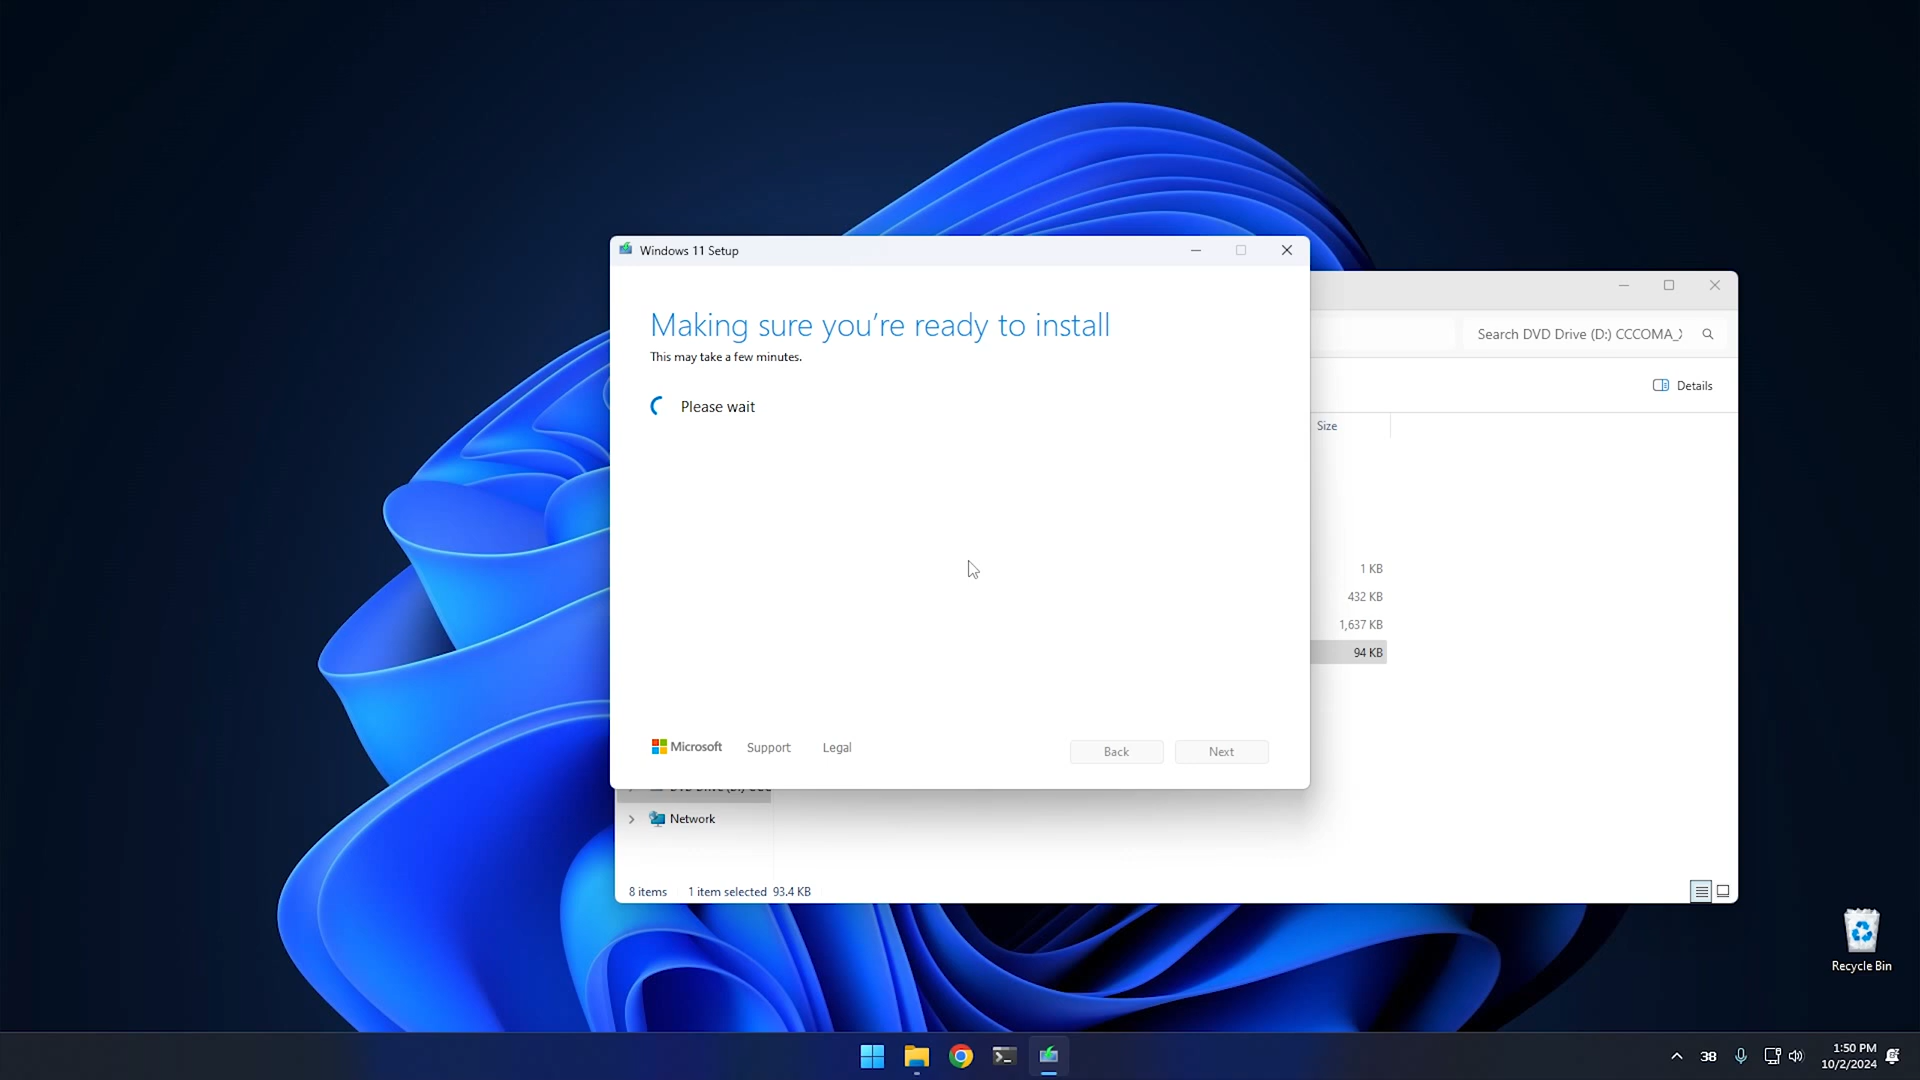 Windows 11 Setup
Making sure you're ready to install
This may take a few minutes.
Please wait
Microsoft
Support
Legal
Back
Next
Search DVD Drive (D:) CCCOMA_
Details
Size
1 KB
432 KB
1,637 KB
94 KB
Network
8 items
1 item selected 93.4 KB
Recycle Bin
38
1:50 PM
10/2/2024